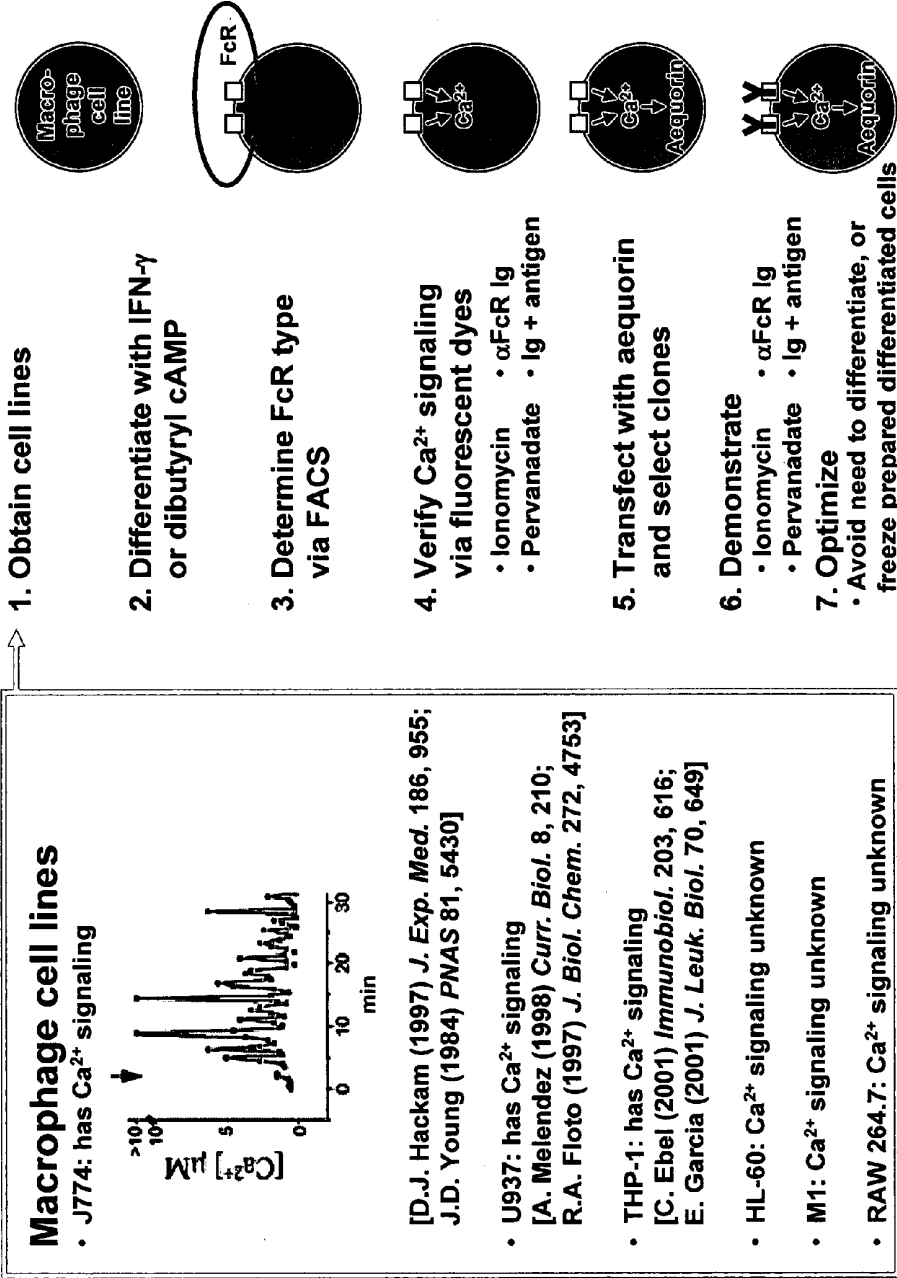 Macrophage cell lines
• J774: has Ca²⁺ signaling
[Ca²⁺] µM
>10
10
5
0
0
10
20
30
min
[D.J. Hackam (1997) J. Exp. Med. 186, 955;
J.D. Young (1984) PNAS 81, 5430]
• U937: has Ca²⁺ signaling
[A. Melendez (1998) Curr. Biol. 8, 210;
R.A. Floto (1997) J. Biol. Chem. 272, 4753]
• THP-1: has Ca²⁺ signaling
[C. Ebel (2001) Immunobiol. 203, 616;
E. Garcia (2001) J. Leuk. Biol. 70, 649]
• HL-60: Ca²⁺ signaling unknown
• M1: Ca²⁺ signaling unknown
• RAW 264.7: Ca²⁺ signaling unknown
1. Obtain cell lines
Macro-
phage
cell
line
2. Differentiate with IFN-γ
or dibutyryl cAMP
3. Determine FcR type
via FACS
FcR
4. Verify Ca²⁺ signaling
via fluorescent dyes
• Ionomycin • αFcR Ig
• Pervanadate • Ig + antigen
Ca²⁺
5. Transfect with aequorin
and select clones
Ca²⁺
Aequorin
6. Demonstrate
• Ionomycin • αFcR Ig
• Pervanadate • Ig + antigen
Ca²⁺
Aequorin
7. Optimize
• Avoid need to differentiate, or
freeze prepared differentiated cells